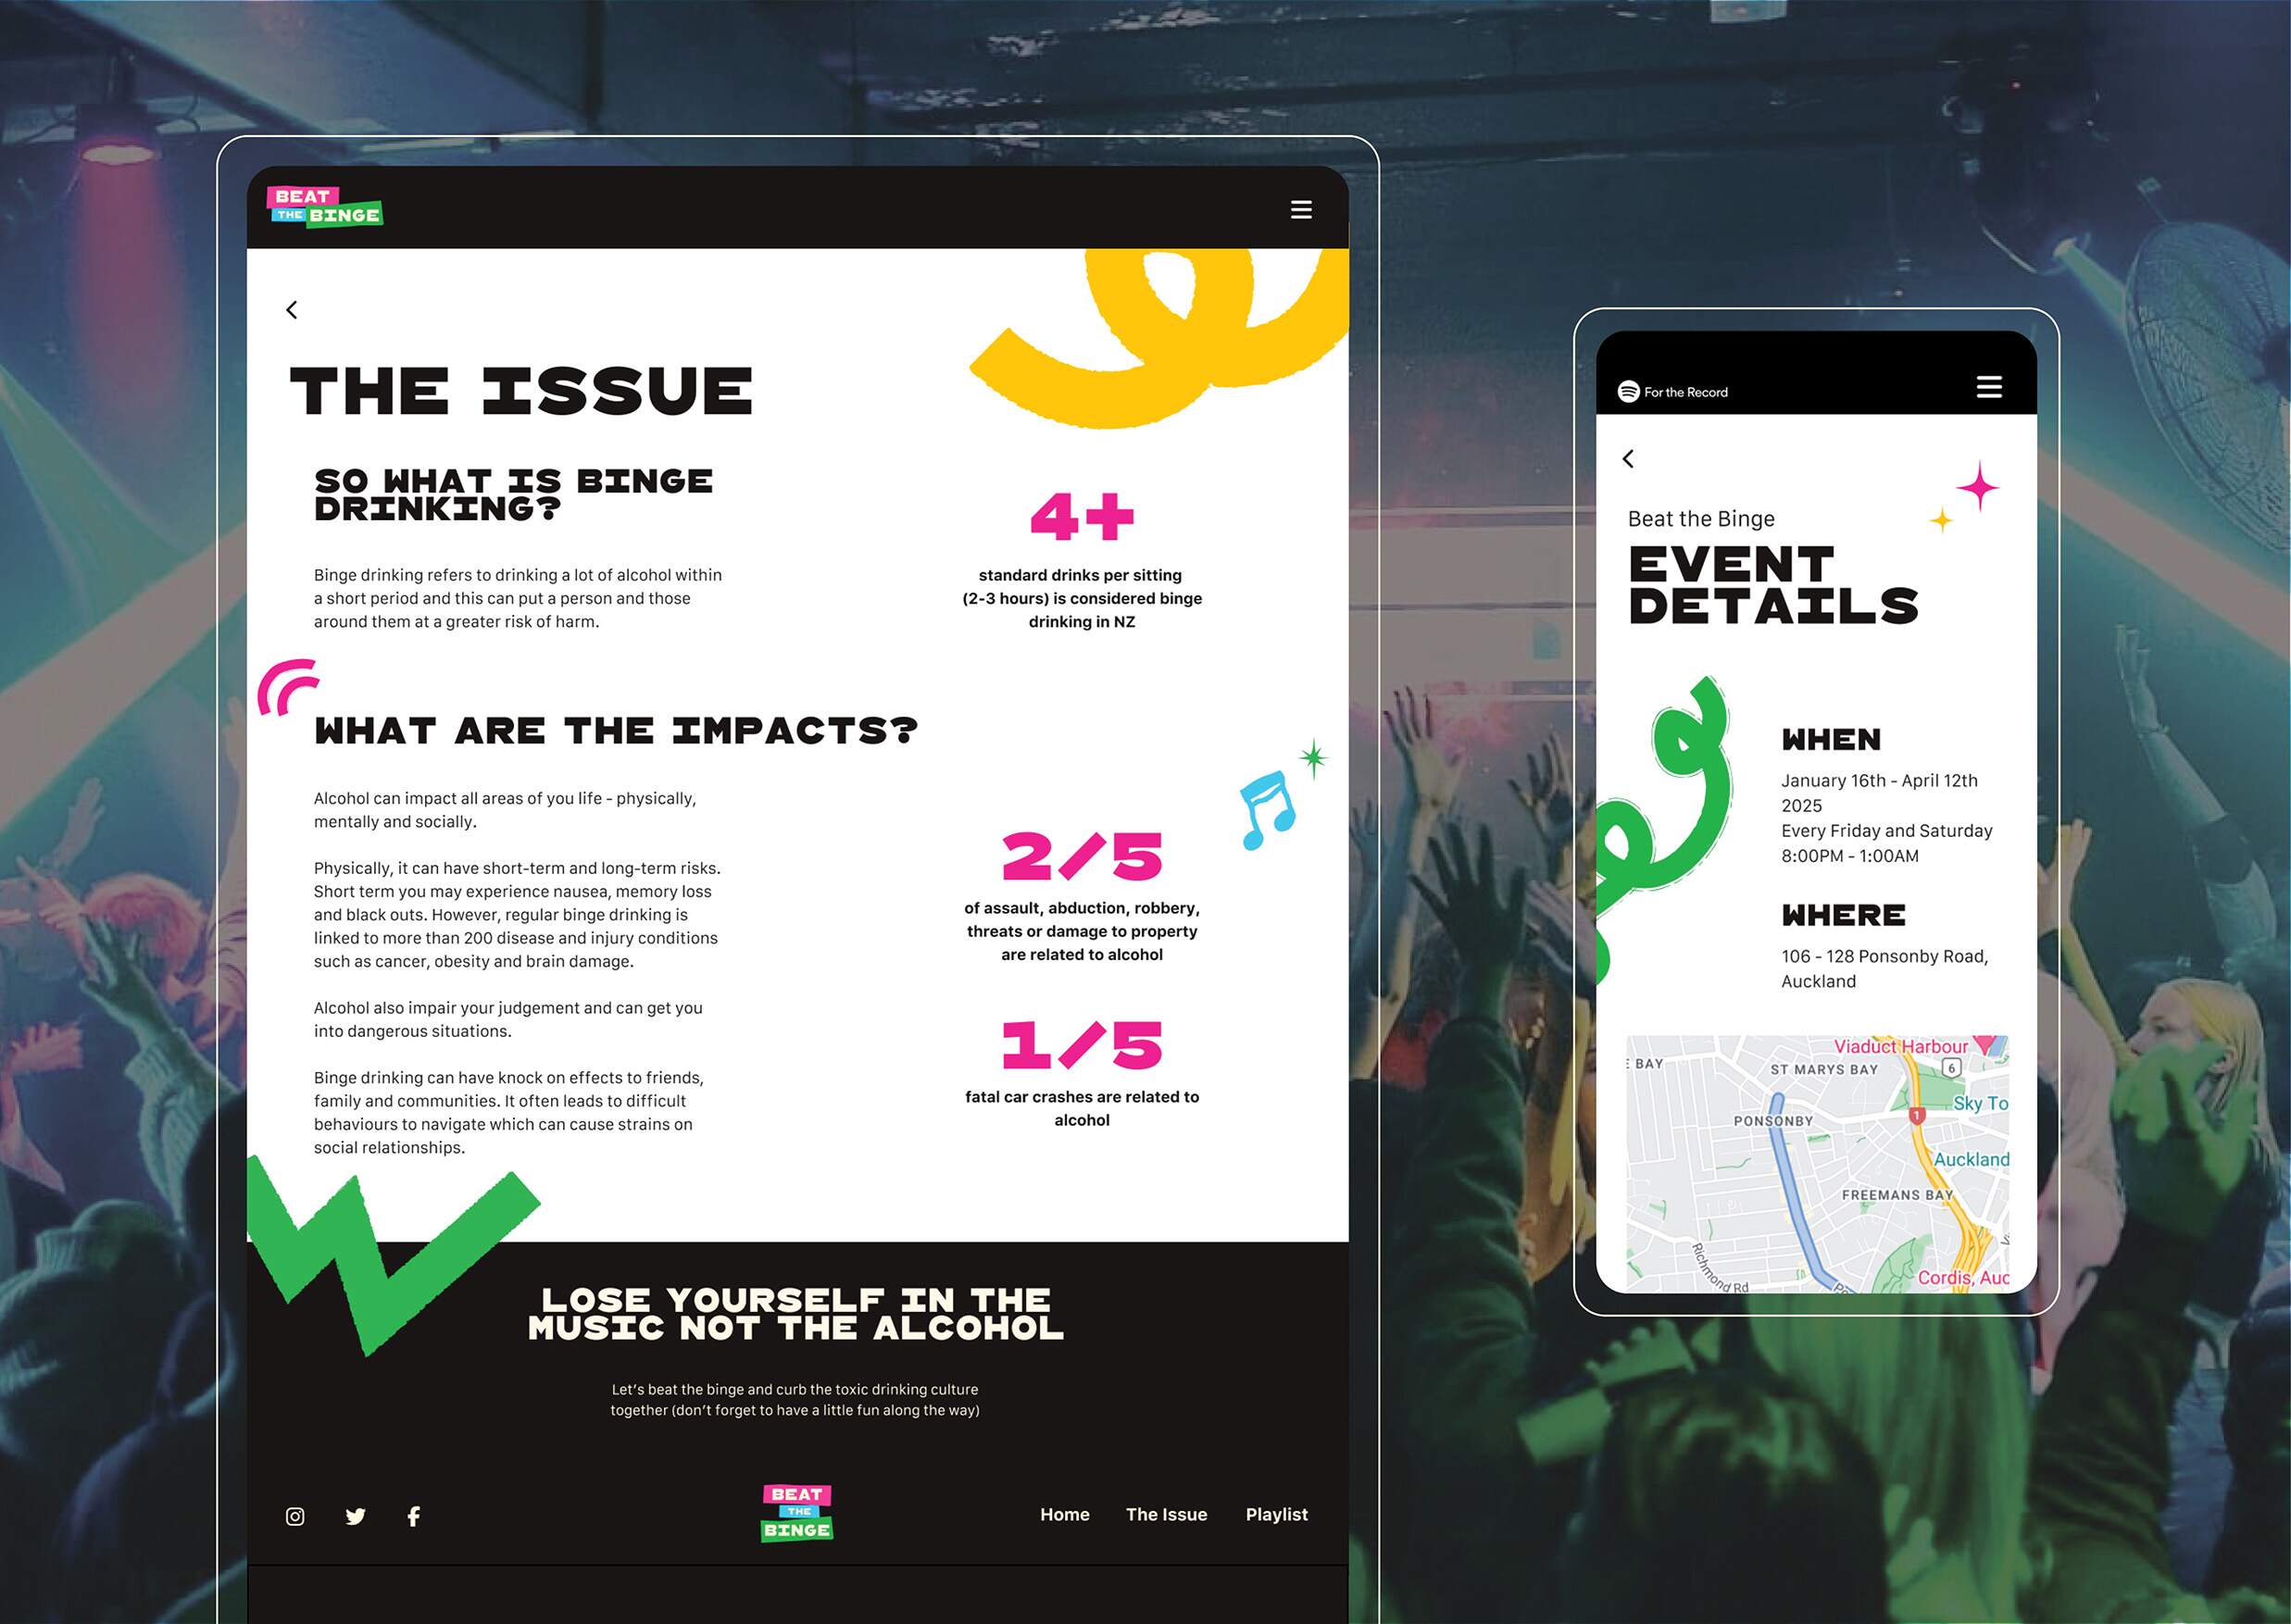 BEAT
THE BINGE
THE ISSUE
SO WHAT IS BINGE
DRINKING?
Binge drinking refers to drinking a lot of alcohol within
a short period and this can put a person and those
around them at a greater risk of harm.
4+
standard drinks per sitting
(2-3 hours) is considered binge
drinking in NZ
WHAT ARE THE IMPACTS?
Alcohol can impact all areas of you life - physically,
mentally and socially.
Physically, it can have short-term and long-term risks.
Short term you may experience nausea, memory loss
and black outs. However, regular binge drinking is
linked to more than 200 disease and injury conditions
such as cancer, obesity and brain damage.
Alcohol also impair your judgement and can get you
into dangerous situations.
Binge drinking can have knock on effects to friends,
family and communities. It often leads to difficult
behaviours to navigate which can cause strains on
social relationships.
2/5
of assault, abduction, robbery,
threats or damage to property
are related to alcohol
1/5
fatal car crashes are related to
alcohol
LOSE YOURSELF IN THE
MUSIC NOT THE ALCOHOL
Let's beat the binge and curb the toxic drinking culture
together (don't forget to have a little fun along the way)
BEAT
THE
BINGE
Home The Issue Playlist
For the Record
Beat the Binge
EVENT
DETAILS
WHEN
January 16th - April 12th
2025
Every Friday and Saturday
8:00PM - 1:00AM
WHERE
106 - 128 Ponsonby Road,
Auckland
Viaduct Harbour
E BAY
ST MARYS BAY
6
Sky To
1
PONSONBY
Auckland
FREEMANS BAY
Richmond Rd
Cordis, Auc